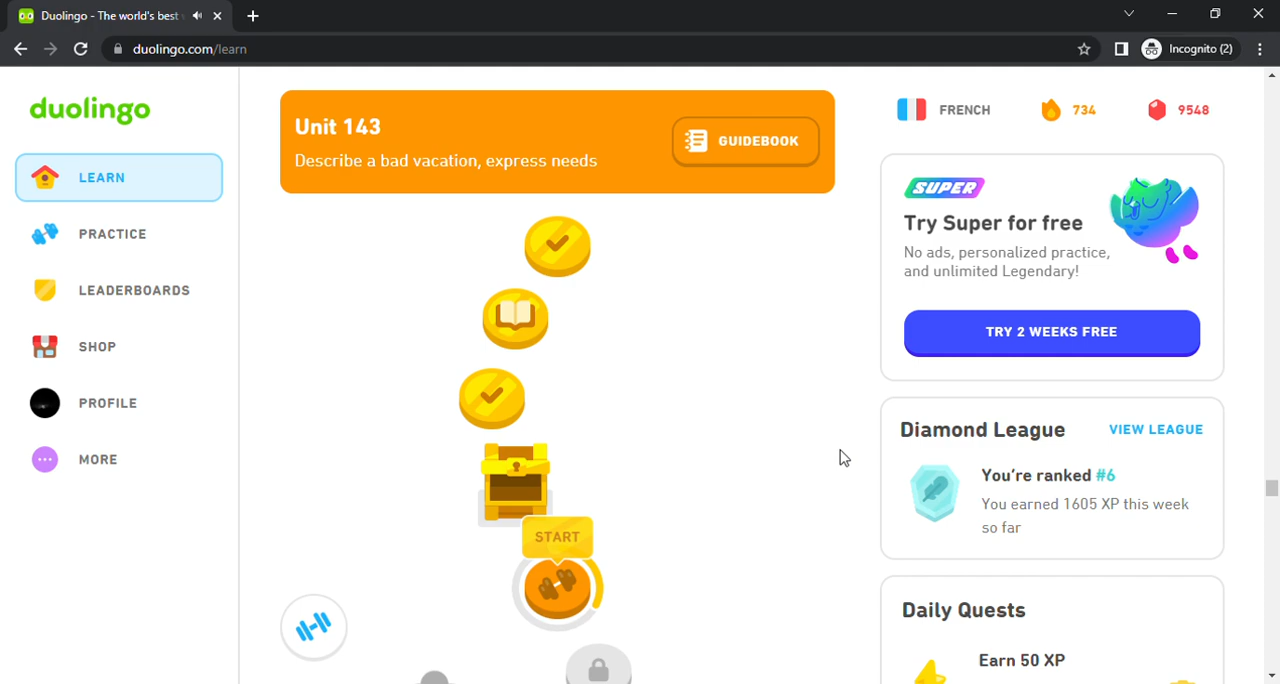 Duolingo - The world's best
duolingo.com/learn
Incognito (2)
duolingo
LEARN
PRACTICE
LEADERBOARDS
SHOP
PROFILE
MORE
Unit 143
Describe a bad vacation, express needs
GUIDEBOOK
START
FRENCH
734
9548
SUPER
Try Super for free
No ads, personalized practice,
and unlimited Legendary!
TRY 2 WEEKS FREE
Diamond League
VIEW LEAGUE
You're ranked #6
You earned 1605 XP this week
so far
Daily Quests
Earn 50 XP